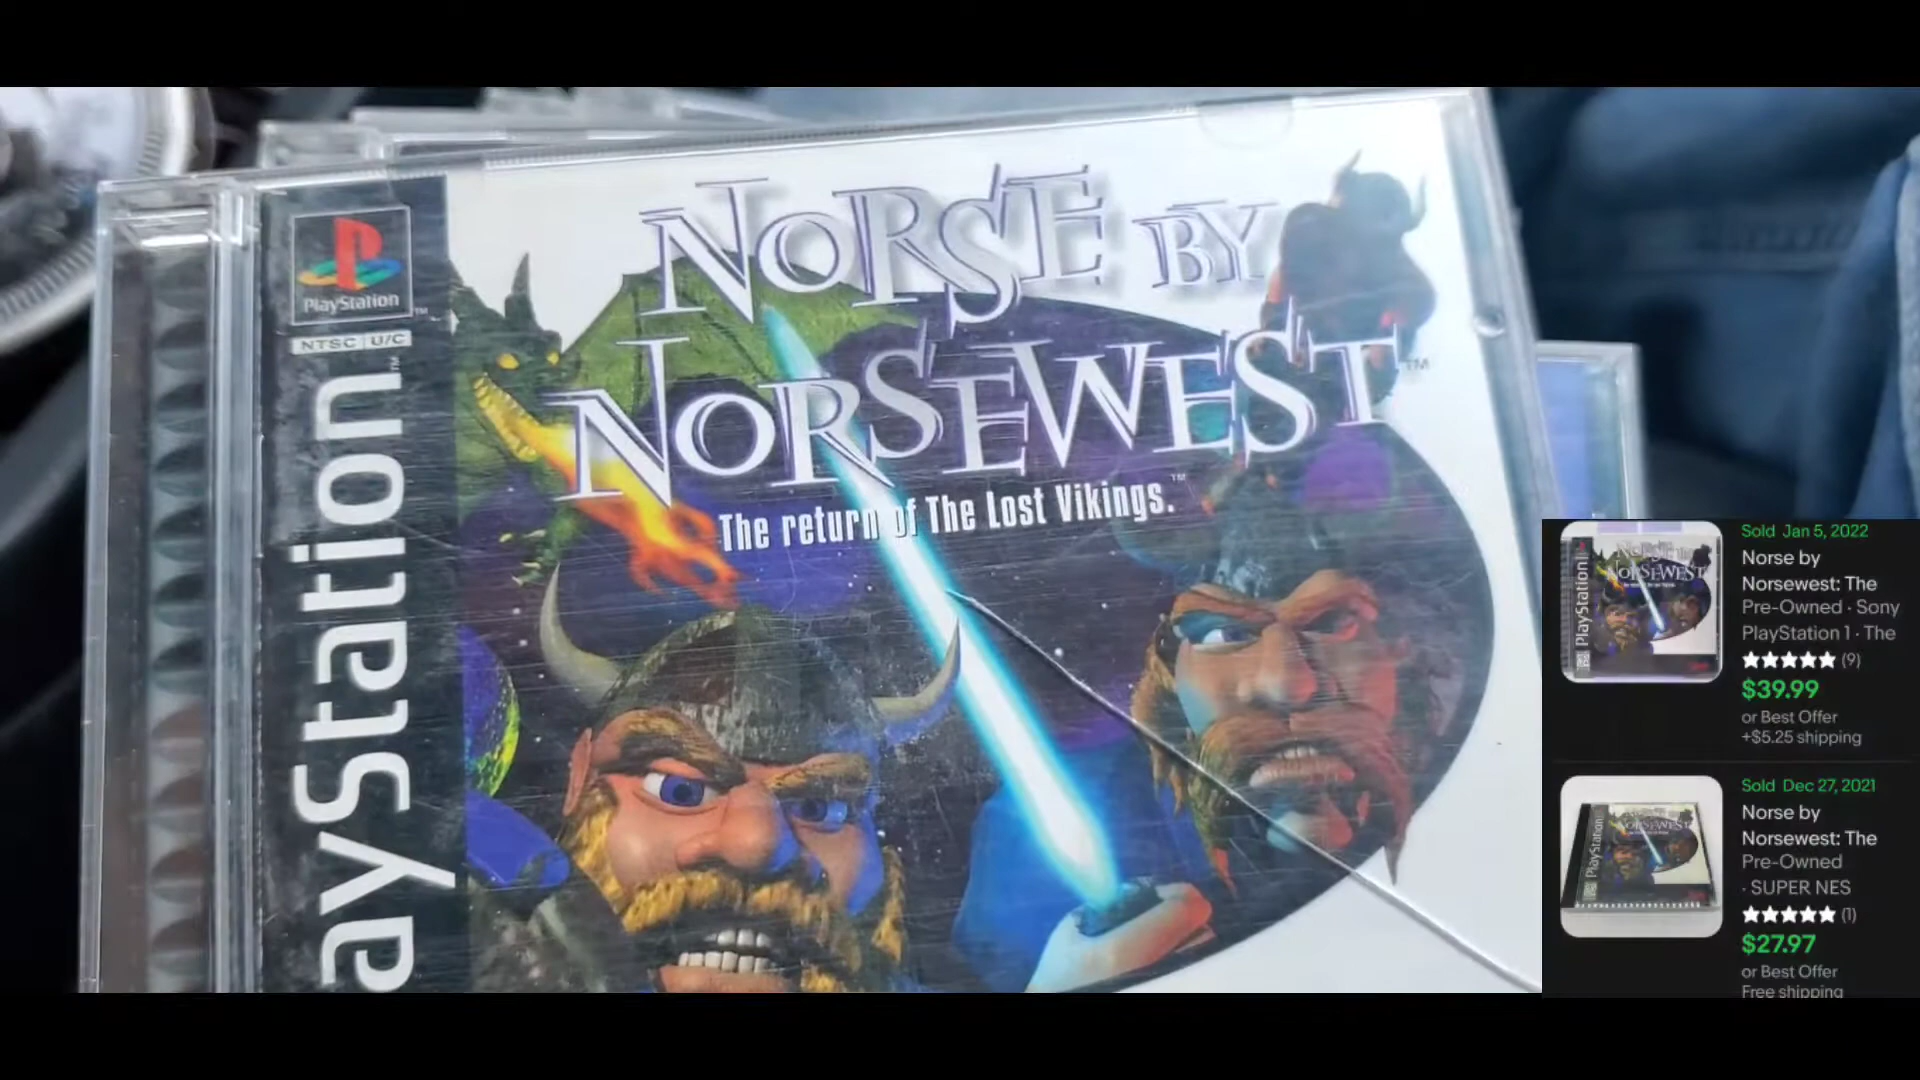 PlayStation
NTSC U/C
ayStation
NORSE BY
NORSEWEST
The return of The Lost Vikings.
Sold Jan 5, 2022
Norse by
Norsewest: The
Pre-Owned · Sony
PlayStation 1 · The
(9)
$39.99
or Best Offer
+$5.25 shipping
Sold Dec 27, 2021
Norse by
Norsewest: The
Pre-Owned
· SUPER NES
(1)
$27.97
or Best Offer
Free shipping